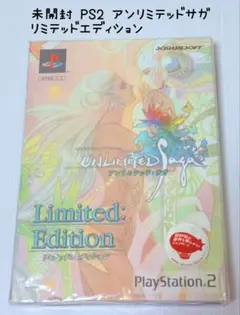 未開封 PS2 アンリミテッドサガ
リミテッドエディション
SQUARESOFT
UNLIMITED:Saga
アンリミテッド:サガ
Limited:
Edition
PlayStation.2